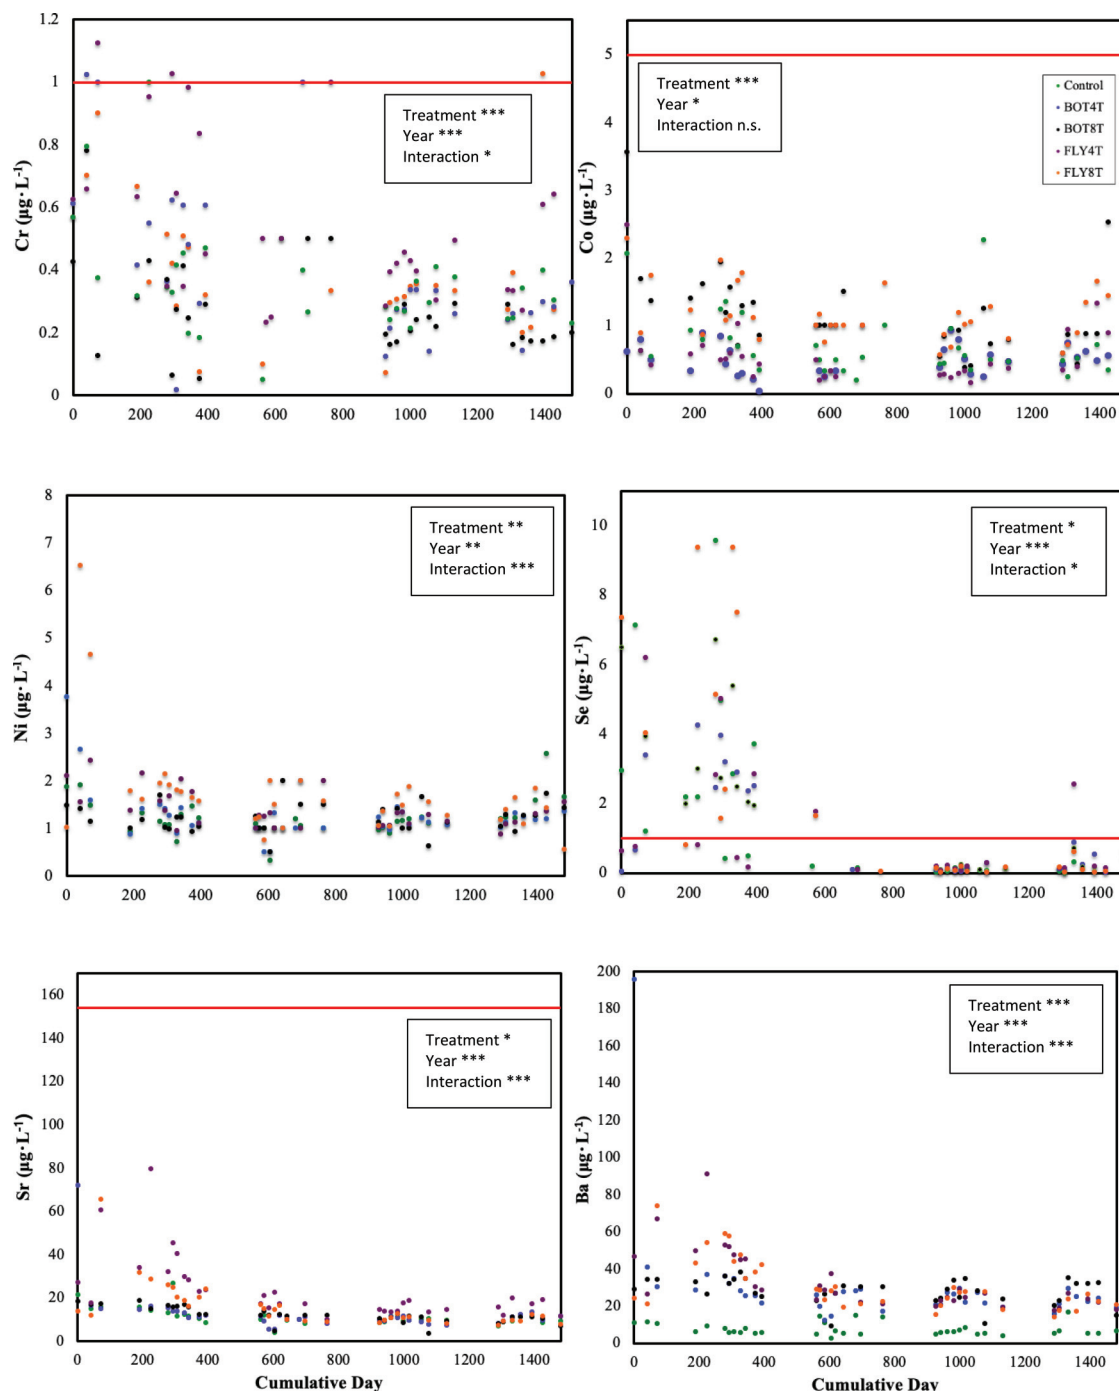 1.2
1
0.8
0.6
0.4
0.2
0
Cr (µg·L⁻¹)
Treatment ***
Year ***
Interaction *
0 200 400 600 800 1000 1200 1400
5
4
3
2
1
0
Co (µg·L⁻¹)
Treatment ***
Year *
Interaction n.s.
Control
BOT4T
BOT8T
FLY4T
FLY8T
0 200 400 600 800 1000 1200 1400
8
7
6
5
4
3
2
1
0
Ni (µg·L⁻¹)
Treatment **
Year **
Interaction ***
0 200 400 600 800 1000 1200 1400
10
8
6
4
2
0
Se (µg·L⁻¹)
Treatment *
Year ***
Interaction *
0 200 400 600 800 1000 1200 1400
160
140
120
100
80
60
40
20
0
Sr (µg·L⁻¹)
Treatment *
Year ***
Interaction ***
0 200 400 600 800 1000 1200 1400
Cumulative Day
200
180
160
140
120
100
80
60
40
20
0
Ba (µg·L⁻¹)
Treatment ***
Year ***
Interaction ***
0 200 400 600 800 1000 1200 1400
Cumulative Day